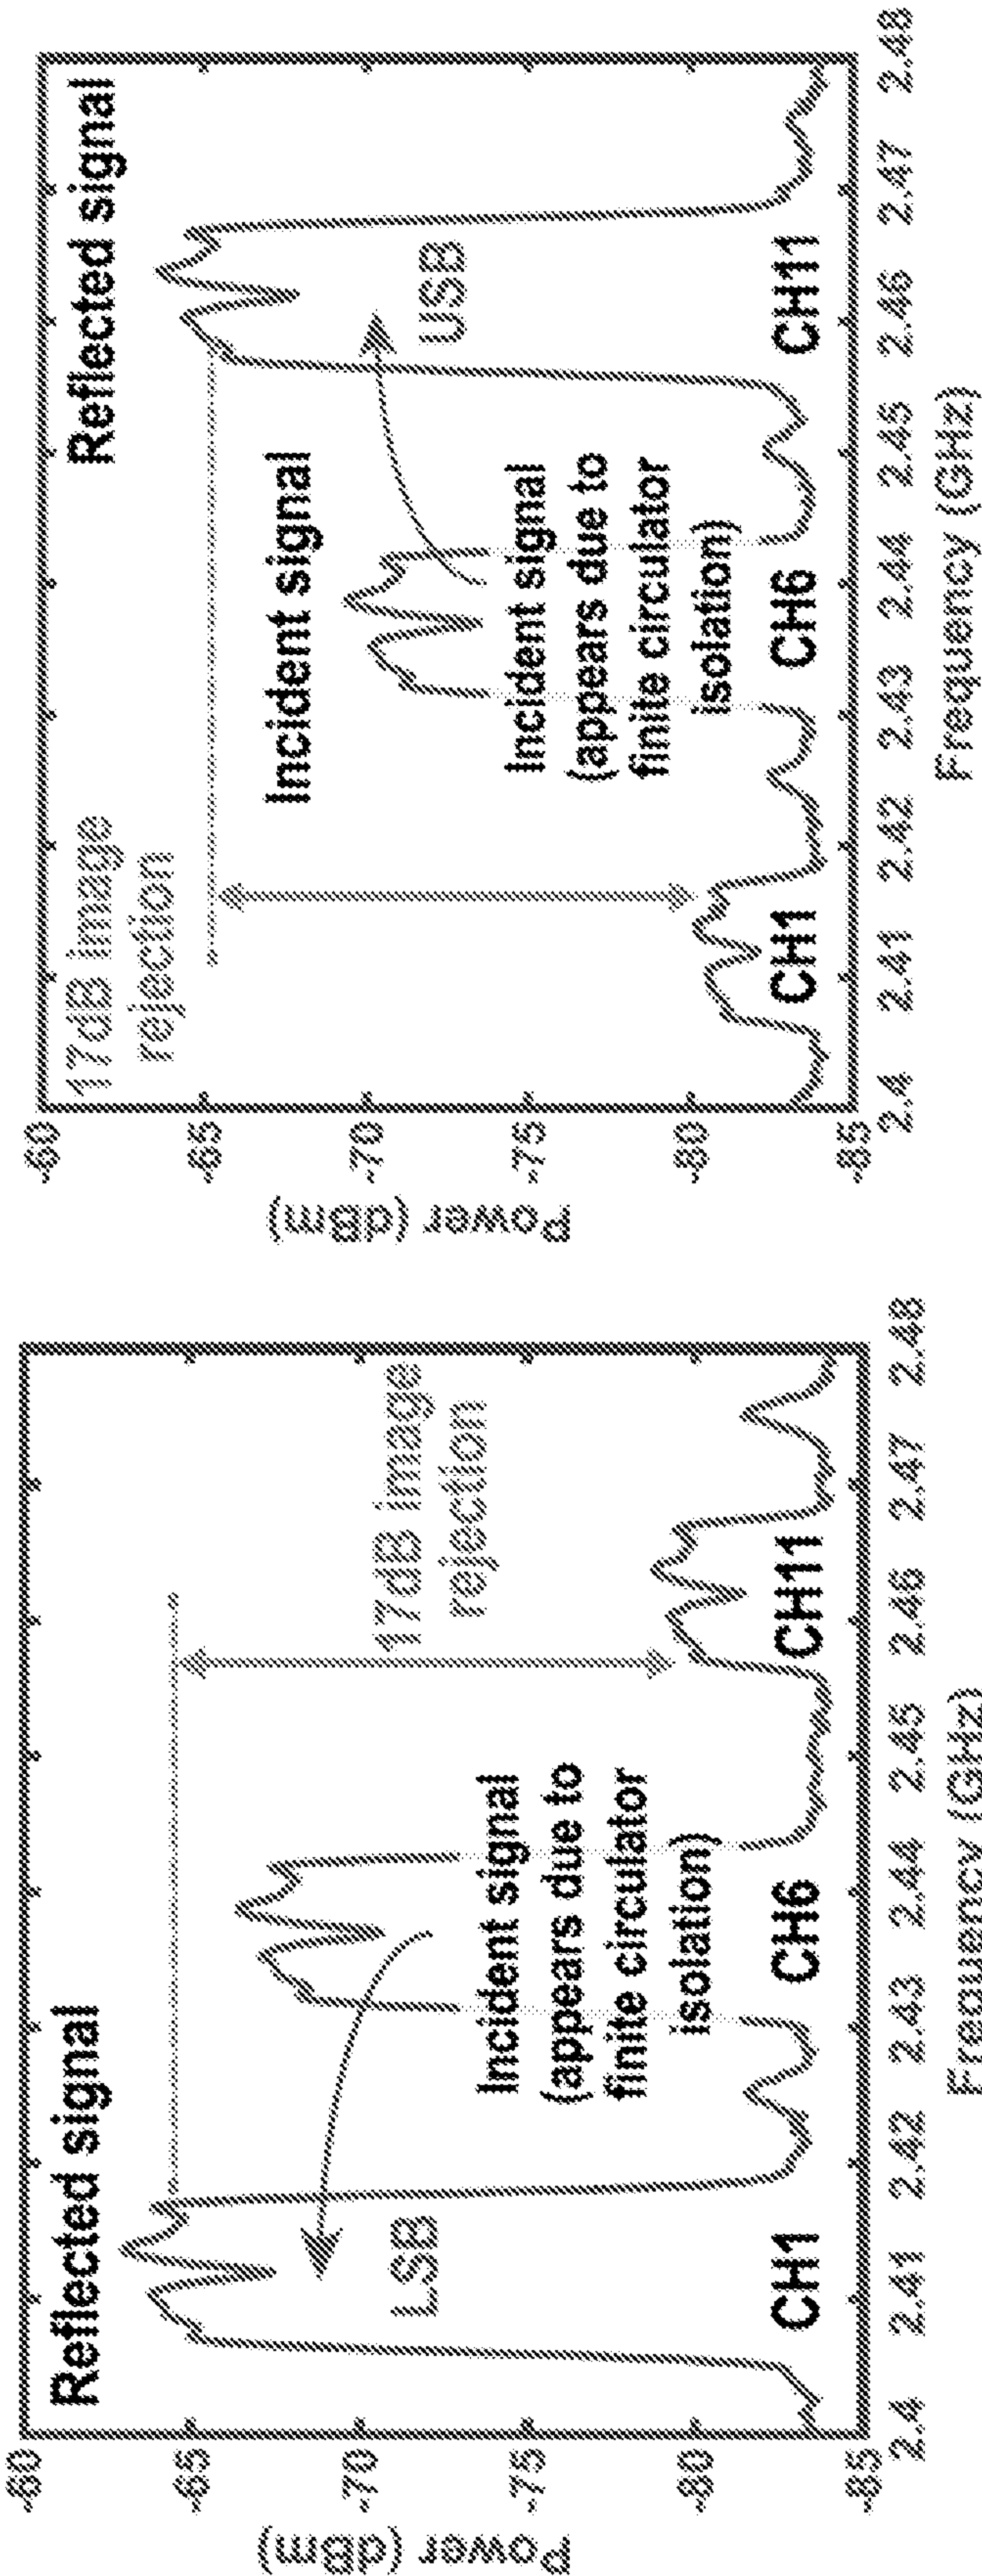 Reflected signal
-60
-65
-70
-75
-80
-85
Power (dBm)
LSB
17dB image
rejection
Incident signal
(appears due to
finite circulator
isolation)
CH1
CH6
CH11
2.4
2.41
2.42
2.43
2.44
2.45
2.46
2.47
2.48
Frequency (GHz)
17dB image
rejection
Reflected signal
-60
-65
-70
-75
-80
-85
Power (dBm)
Incident signal
USB
Incident signal
(appears due to
finite circulator
isolation)
CH1
CH6
CH11
2.4
2.41
2.42
2.43
2.44
2.45
2.46
2.47
2.48
Frequency (GHz)